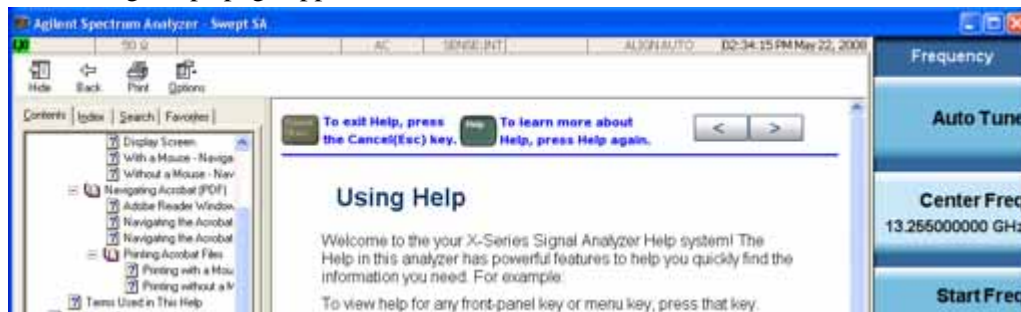 Agilent Spectrum Analyzer - Swept SA
50 Ω AC SENSE:INT ALIGN AUTO 02:34:15 PM May 22, 2008
Frequency
Hide Back Print Options
Contents Index Search Favorites
To exit Help, press the Cancel(Esc) key.
To learn more about Help, press Help again.
< >
Auto Tune
Display Screen
With a Mouse - Naviga
Without a Mouse - Nav
Navigating Acrobat (PDF)
Adobe Reader Window
Navigating the Acrobat
Navigating the Acrobat
Printing Acrobat Files
Printing with a Mou
Printing without a M
Terms Used in This Help
Using Help
Welcome to the your X-Series Signal Analyzer Help system! The
Help in this analyzer has powerful features to help you quickly find the
information you need. For example:
To view help for any front-panel key or menu key, press that key.
Center Freq
13.255000000 GHz
Start Freq